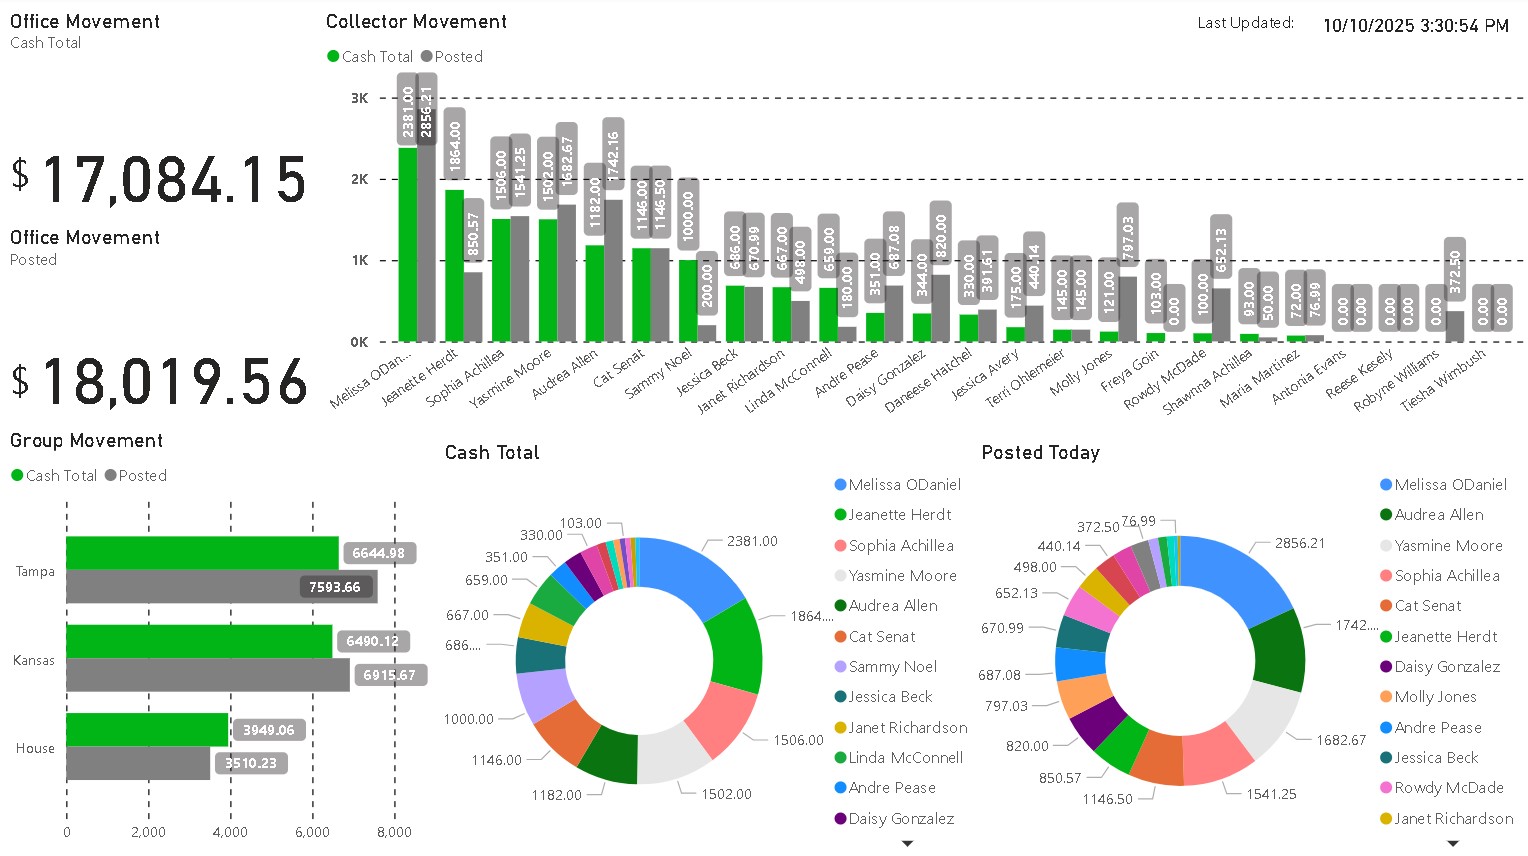 Office Movement
Cash Total
$ 17,084.15
Office Movement
Posted
$ 18,019.56
Collector Movement
Last Updated: 10/10/2025 3:30:54 PM
Cash Total Posted
3K
2K
1K
0K
2381.00 2856.21
1864.00 850.57
1506.00 1541.25
1502.00 1682.67
1182.00 1742.16
1146.00 1146.50
1000.00 200.00
686.00 670.99
667.00 498.00
659.00 180.00
351.00 687.08
344.00 820.00
330.00 391.61
175.00 440.14
145.00 145.00
121.00 797.03
103.00 0.00
100.00 652.13
93.00 50.00
72.00 76.99
0.00 0.00
0.00 0.00
0.00 372.50
0.00 0.00
Melissa ODan...
Jeanette Herdt
Sophia Achillea
Yasmine Moore
Audrea Allen
Cat Senat
Sammy Noel
Jessica Beck
Janet Richardson
Linda McConnell
Andre Pease
Daisy Gonzalez
Daneese Hatchel
Jessica Avery
Terri Ohlemeier
Molly Jones
Freya Goin
Rowdy McDade
Shawnna Achillea
Maria Martinez
Antonia Evans
Reese Kesely
Robyne Williams
Tiesha Wimbush
Group Movement
Cash Total Posted
Tampa
6644.98
7593.66
Kansas
6490.12
6915.67
House
3949.06
3510.23
0 2,000 4,000 6,000 8,000
Cash Total
2381.00
1864....
1506.00
1502.00
1182.00
1146.00
1000.00
686....
667.00
659.00
351.00
330.00
103.00
Melissa ODaniel
Jeanette Herdt
Sophia Achillea
Yasmine Moore
Audrea Allen
Cat Senat
Sammy Noel
Jessica Beck
Janet Richardson
Linda McConnell
Andre Pease
Daisy Gonzalez
Posted Today
2856.21
1742....
1682.67
1541.25
1146.50
850.57
820.00
797.03
687.08
670.99
652.13
498.00
440.14
372.50
76.99
Melissa ODaniel
Audrea Allen
Yasmine Moore
Sophia Achillea
Cat Senat
Jeanette Herdt
Daisy Gonzalez
Molly Jones
Andre Pease
Jessica Beck
Rowdy McDade
Janet Richardson